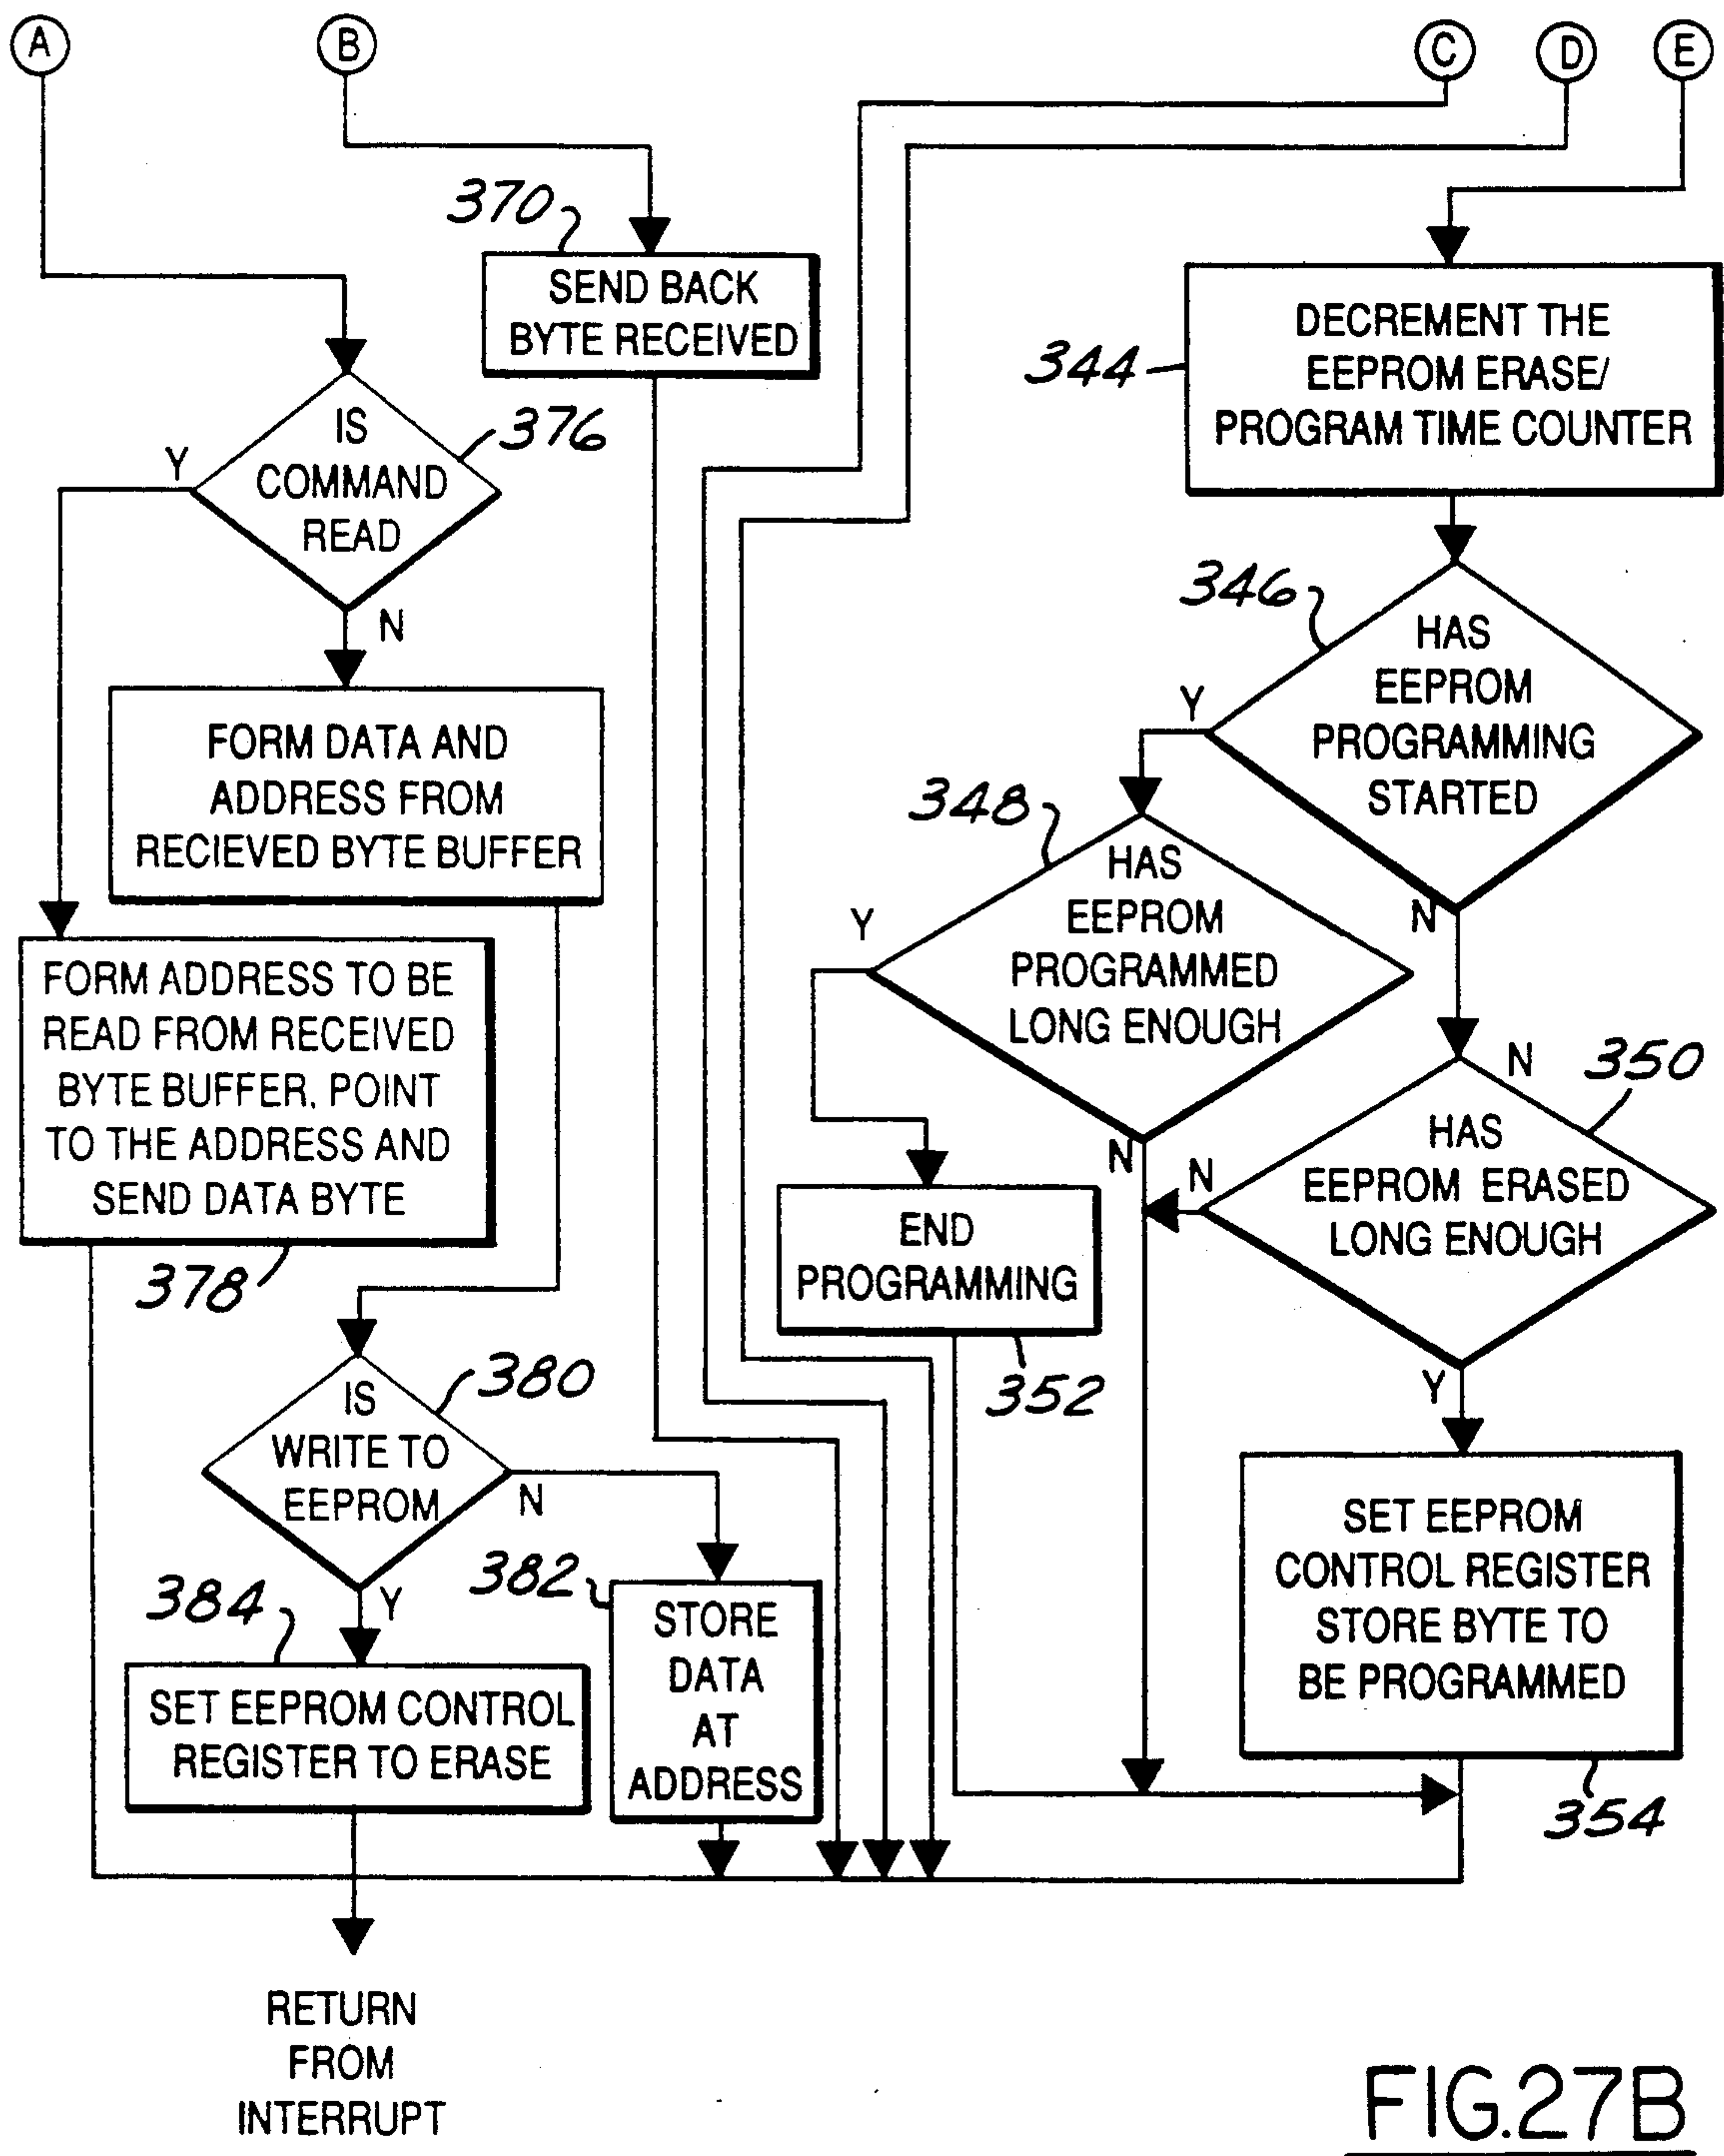 A
B
C
D
E
370
SEND BACK
BYTE RECEIVED
344
DECREMENT THE
EEPROM ERASE/
PROGRAM TIME COUNTER
376
IS
COMMAND
READ
Y
N
346
HAS
EEPROM
PROGRAMMING
STARTED
Y
N
FORM DATA AND
ADDRESS FROM
RECIEVED BYTE BUFFER
348
HAS
EEPROM
PROGRAMMED
LONG ENOUGH
Y
N
FORM ADDRESS TO BE
READ FROM RECEIVED
BYTE BUFFER. POINT
TO THE ADDRESS AND
SEND DATA BYTE
378
N
350
HAS
EEPROM ERASED
LONG ENOUGH
N
Y
END
PROGRAMMING
352
380
IS
WRITE TO
EEPROM
N
Y
382
STORE
DATA
AT
ADDRESS
384
SET EEPROM CONTROL
REGISTER TO ERASE
SET EEPROM
CONTROL REGISTER
STORE BYTE TO
BE PROGRAMMED
354
RETURN
FROM
INTERRUPT
FIG.27B